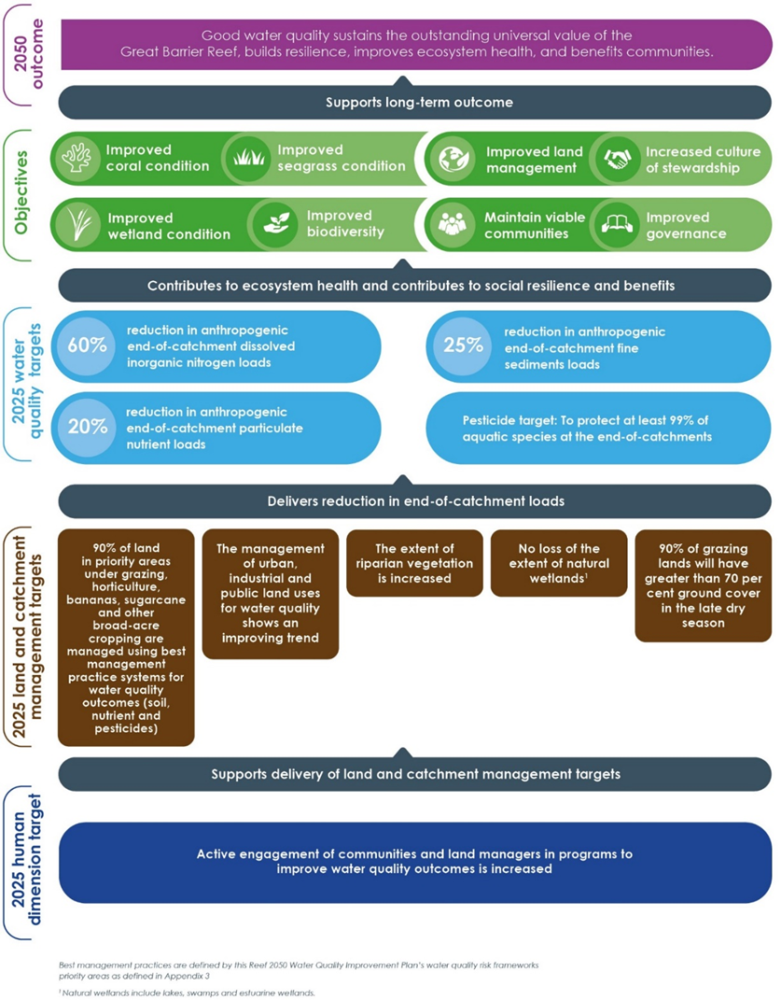 2050
outcome
Good water quality sustains the outstanding universal value of the
Great Barrier Reef, builds resilience, improves ecosystem health, and benefits communities.
Supports long-term outcome
Objectives
Improved
coral condition
Improved
seagrass condition
Improved land
management
Increased culture
of stewardship
Improved
wetland condition
Improved
biodiversity
Maintain viable
communities
Improved
governance
Contributes to ecosystem health and contributes to social resilience and benefits
2025 water
quality targets
60%
reduction in anthropogenic
end-of-catchment dissolved
inorganic nitrogen loads
25%
reduction in anthropogenic
end-of-catchment fine
sediments loads
20%
reduction in anthropogenic
end-of-catchment particulate
nutrient loads
Pesticide target: To protect at least 99% of
aquatic species at the end-of-catchments
Delivers reduction in end-of-catchment loads
2025 land and catchment
management targets
90% of land
in priority areas
under grazing,
horticulture,
bananas, sugarcane
and other
broad-acre
cropping are
managed using best
management
practice systems for
water quality
outcomes (soil,
nutrient and
pesticides)
The management
of urban,
industrial and
public land uses
for water quality
shows an
improving trend
The extent of
riparian vegetation
is increased
No loss of the
extent of natural
wetlands¹
90% of grazing
lands will have
greater than 70 per
cent ground cover
in the late dry
season
Supports delivery of land and catchment management targets
2025 human
dimension target
Active engagement of communities and land managers in programs to
improve water quality outcomes is increased
Best management practices are defined by this Reef 2050 Water Quality Improvement Plan's water quality risk frameworks
priority areas as defined in Appendix 3
¹ Natural wetlands include lakes, swamps and estuarine wetlands.